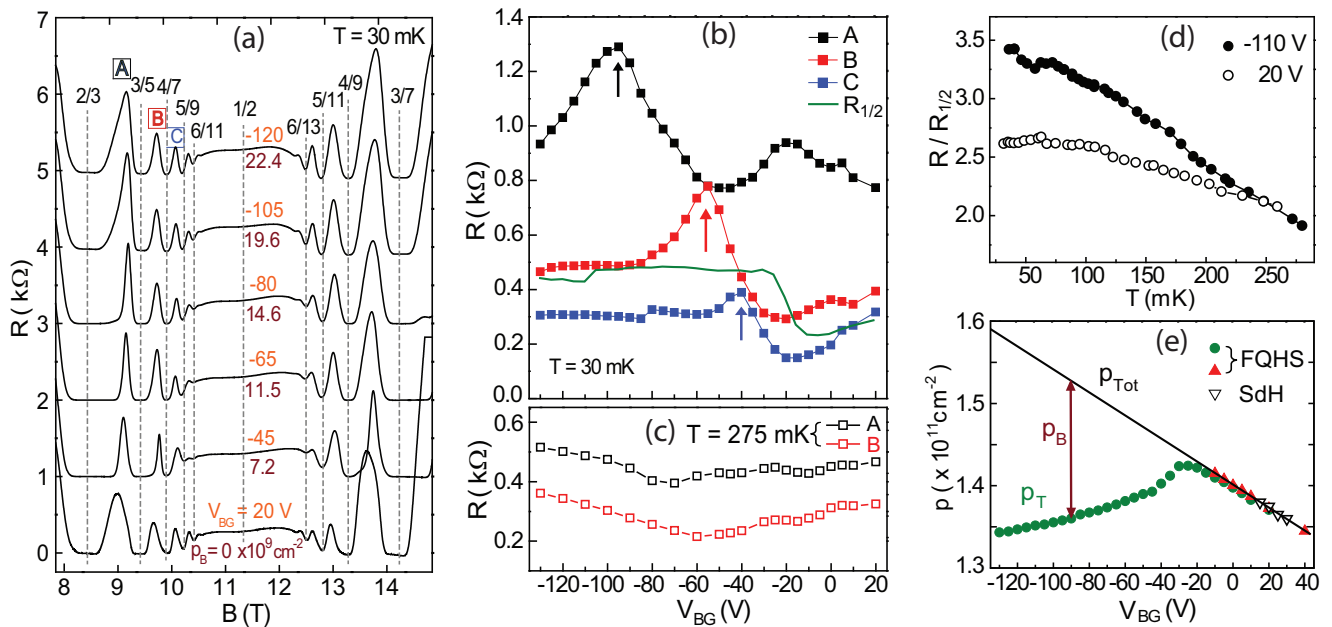 (a)
T = 30 mK
A
B
C
2/3
3/5
4/7
5/9
6/11
1/2
6/13
5/11
4/9
3/7
-120
22.4
-105
19.6
-80
14.6
-65
11.5
-45
7.2
V_BG = 20 V
p_B = 0 x10⁹cm⁻²
R ( kΩ)
7
6
5
4
3
2
1
0
8 9 10 11 12 13 14
B (T)
(b)
A
B
C
R_1/2
T = 30 mK
R ( kΩ)
1.4
1.2
1.0
0.8
0.6
0.4
0.2
0.0
(c)
T = 275 mK
A
B
R ( kΩ)
0.6
0.4
0.2
-120 -100 -80 -60 -40 -20 0 20
V_BG (V)
(d)
-110 V
20 V
R / R_1/2
3.5
3.0
2.5
2.0
50 100 150 200 250
T (mK)
(e)
FQHS
SdH
p_Tot
p_B
p_T
p ( x 10¹¹cm⁻²)
1.6
1.5
1.4
1.3
-120 -100 -80 -60 -40 -20 0 20 40
V_BG (V)